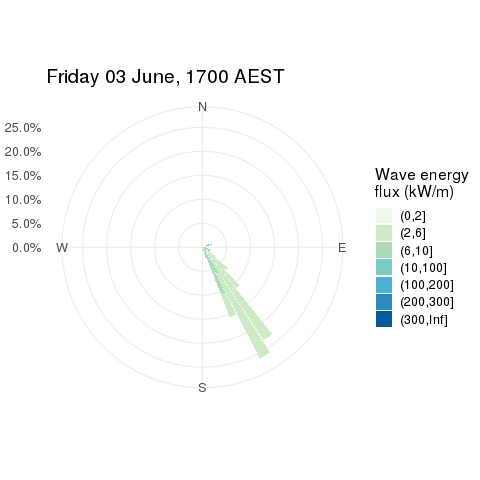 Friday 03 June, 1700 AEST
N
25.0%
20.0%
15.0%
10.0%
5.0%
0.0%
W
E
S
Wave energy
flux (kW/m)
(0,2]
(2,6]
(6,10]
(10,100]
(100,200]
(200,300]
(300,Inf]